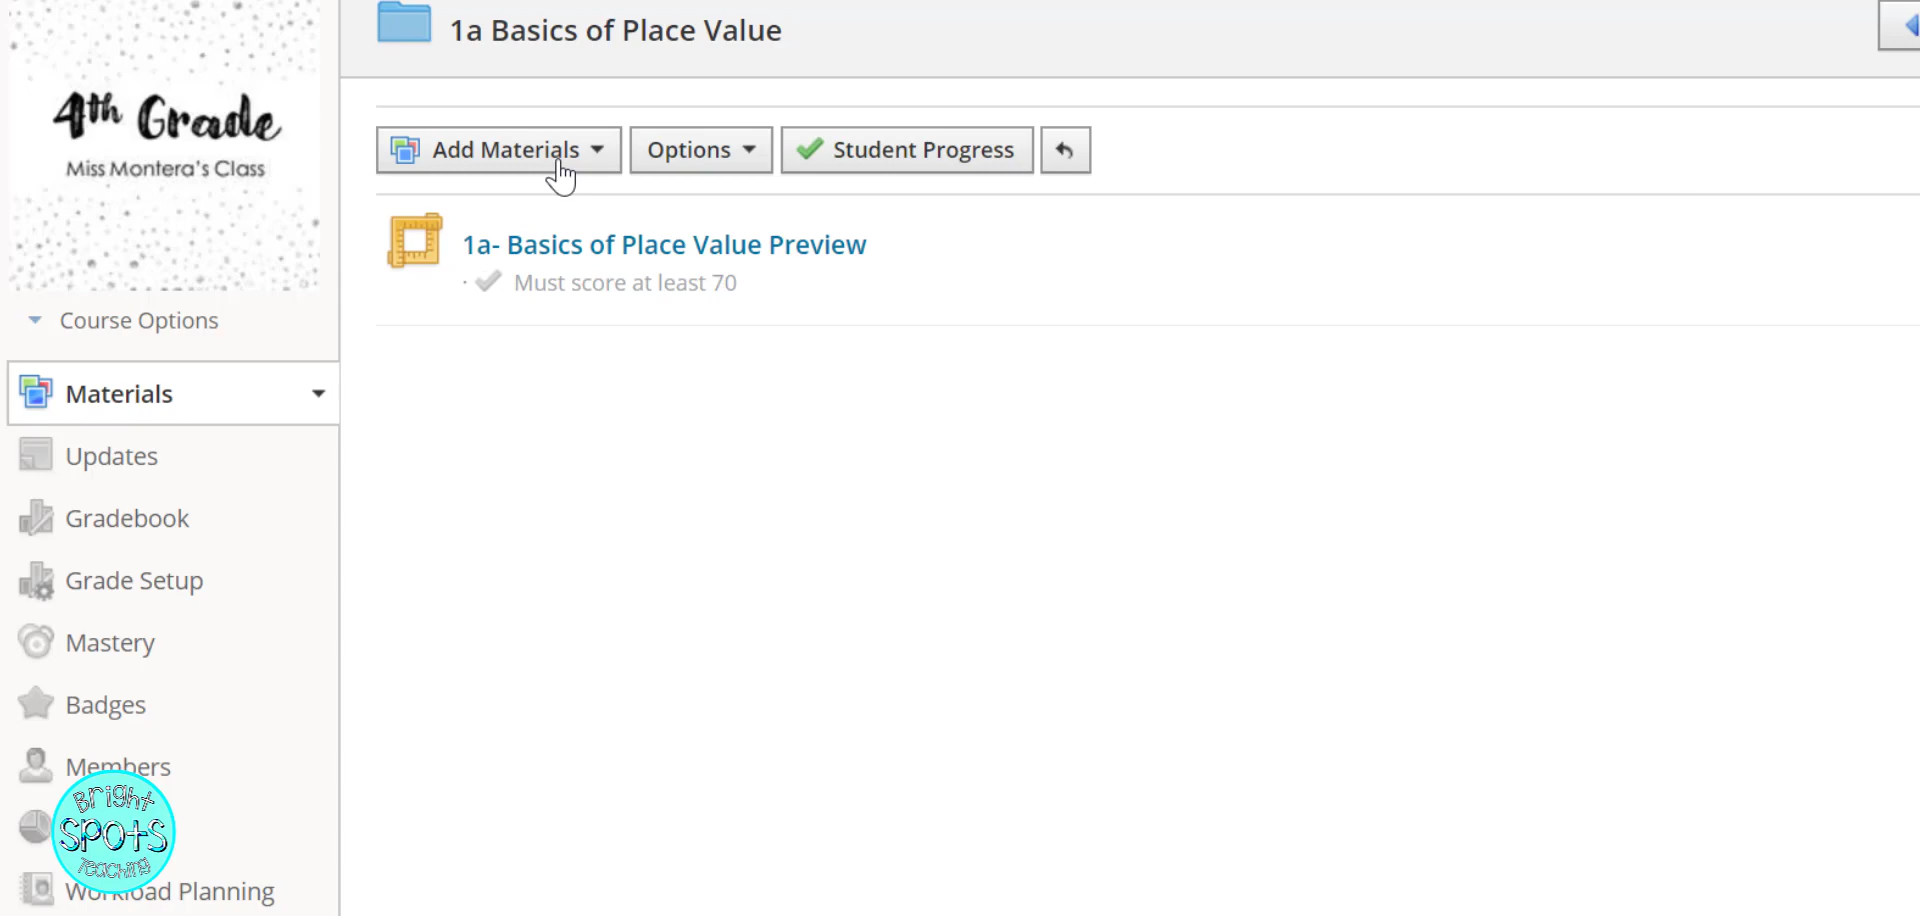 4th Grade
Miss Montera's Class
Course Options
Materials
Updates
Gradebook
Grade Setup
Mastery
Badges
Members
Bright
Spots
Teaching
Workload Planning
1a Basics of Place Value
Add Materials
Options
Student Progress
1a- Basics of Place Value Preview
· Must score at least 70